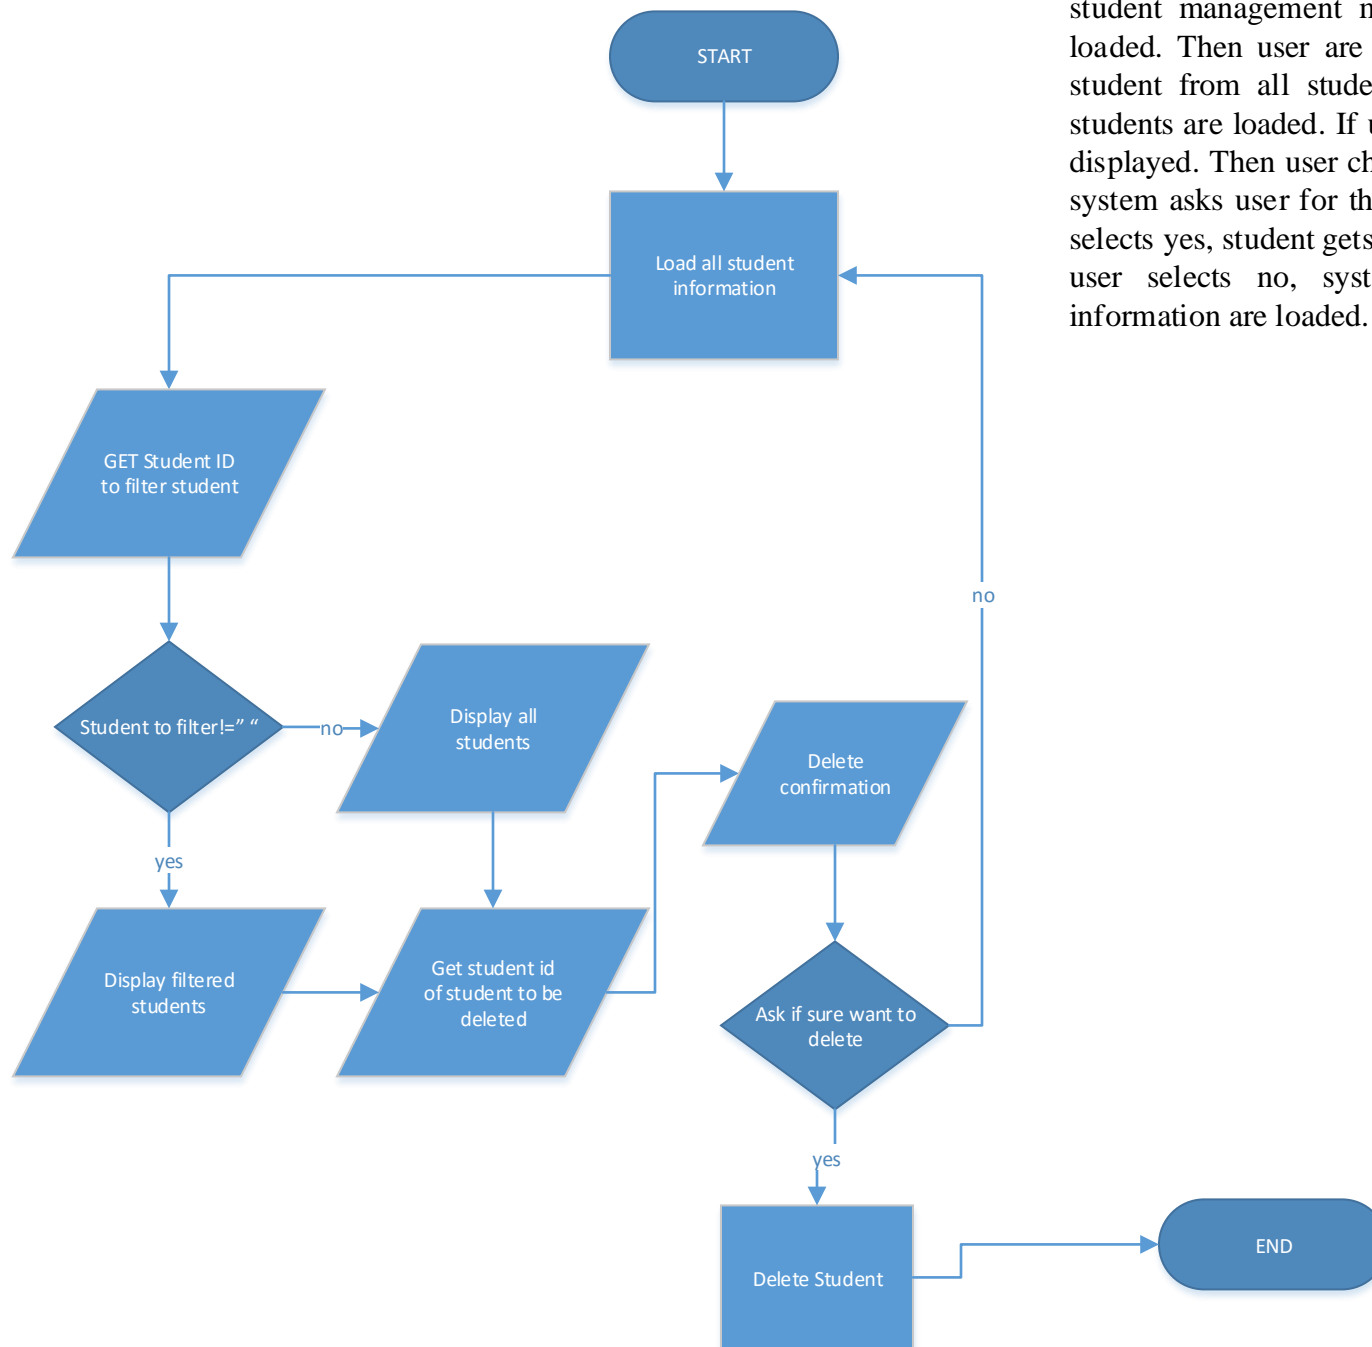 START
student management
loaded. Then user are
student from all stude
students are loaded. If
displayed. Then user ch
system asks user for th
selects yes, student gets
user selects no, syst
information are loaded.
Load all student
information
GET Student ID
to filter student
no
Student to filter!=” “
no
Display all
students
Delete
confirmation
yes
Display filtered
students
Get student id
of student to be
deleted
Ask if sure want to
delete
yes
Delete Student
END